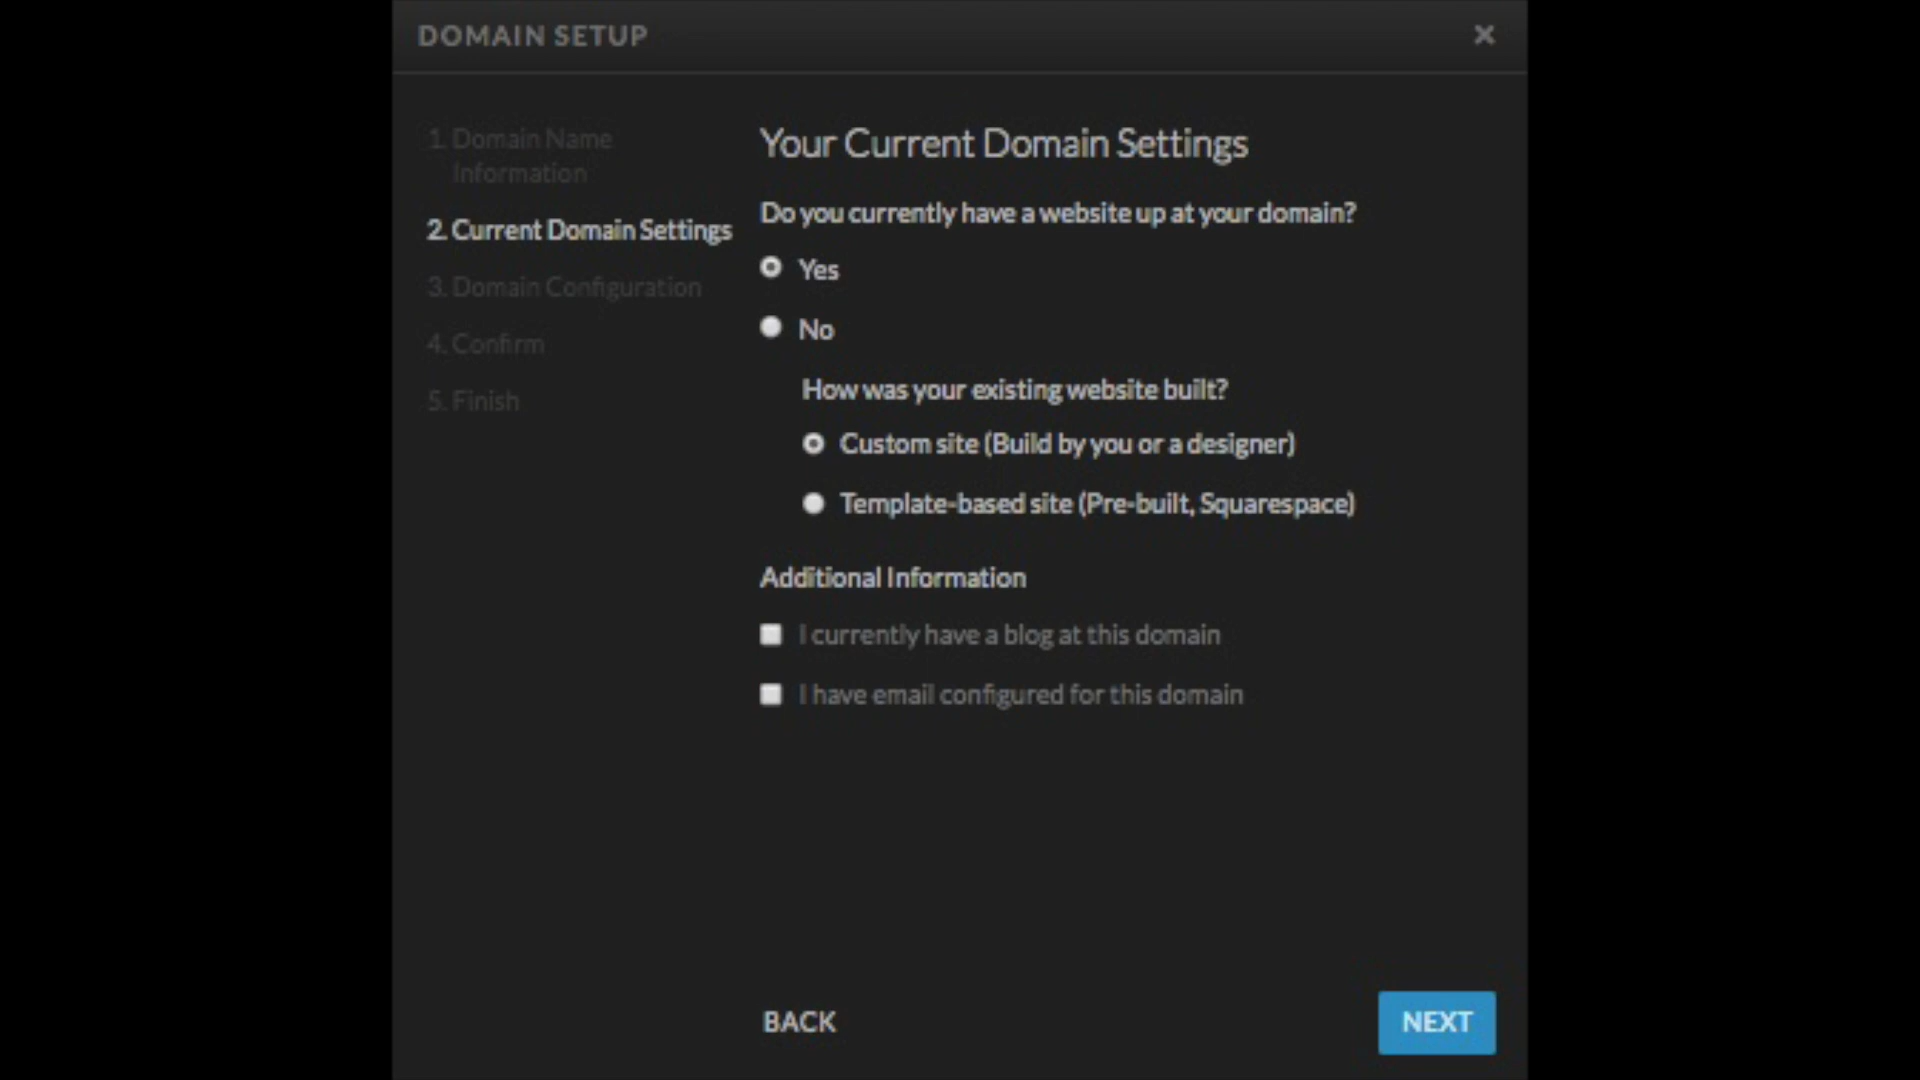 DOMAIN SETUP
1. Domain Name
Information
2. Current Domain Settings
3. Domain Configuration
4. Confirm
5. Finish
Your Current Domain Settings
Do you currently have a website up at your domain?
Yes
No
How was your existing website built?
Custom site (Build by you or a designer)
Template-based site (Pre-built, Squarespace)
Additional Information
I currently have a blog at this domain
I have email configured for this domain
BACK
NEXT